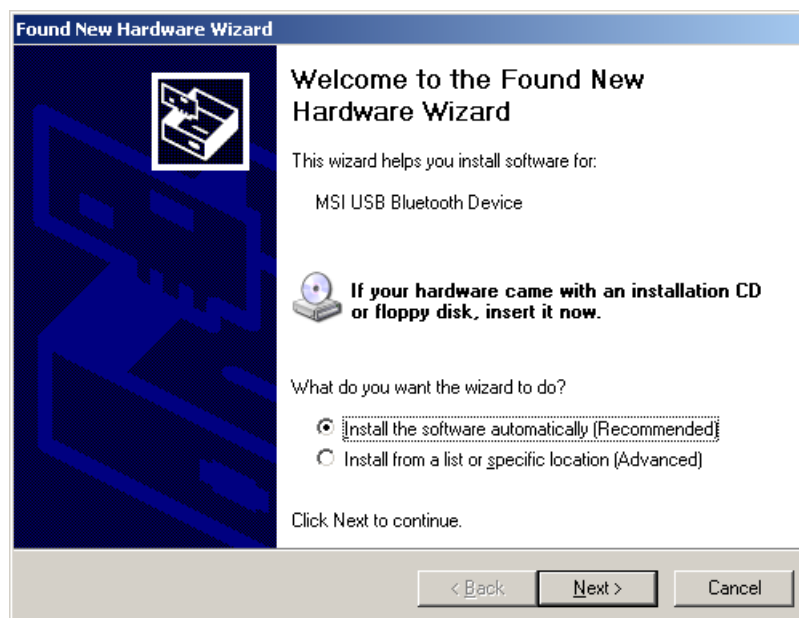 Found New Hardware Wizard
Welcome to the Found New
Hardware Wizard
This wizard helps you install software for:
MSI USB Bluetooth Device
If your hardware came with an installation CD
or floppy disk, insert it now.
What do you want the wizard to do?
Install the software automatically (Recommended)
Install from a list or specific location (Advanced)
Click Next to continue.
< Back Next > Cancel